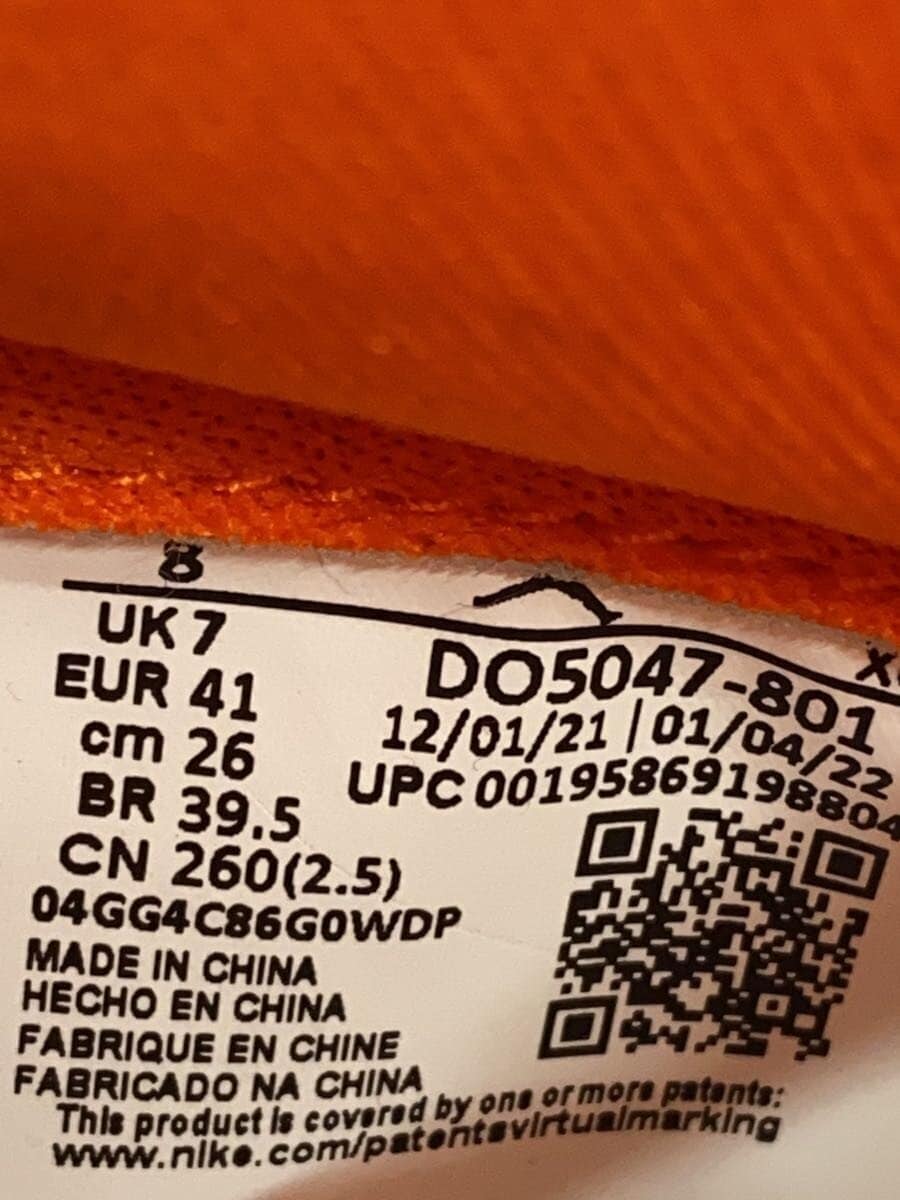 8
UK 7
EUR 41
cm 26
BR 39.5
CN 260(2.5)
DO5047-801
12/01/21 | 01/04/22
UPC 00195869198804
04GG4C86G0WDP
MADE IN CHINA
HECHO EN CHINA
FABRIQUE EN CHINE
FABRICADO NA CHINA
This product is covered by one or more patents:
www.nike.com/patentsvirtualmarking